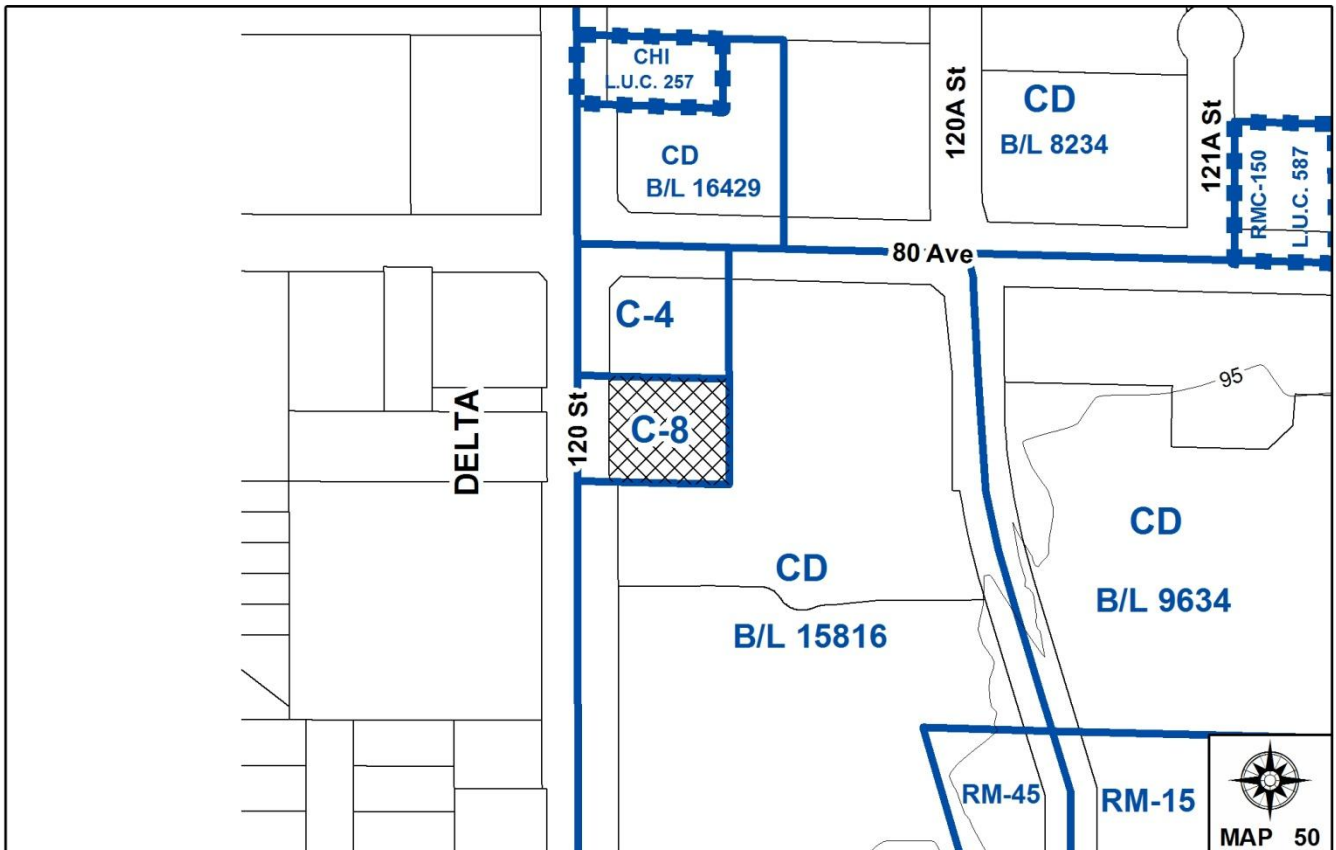 CHI
L.U.C. 257
CD
B/L 16429
120A St
CD
B/L 8234
121A St
RMC-150
L.U.C. 587
80 Ave
C-4
DELTA
120 St
C-8
95
CD
B/L 15816
CD
B/L 9634
RM-45
RM-15
MAP 50